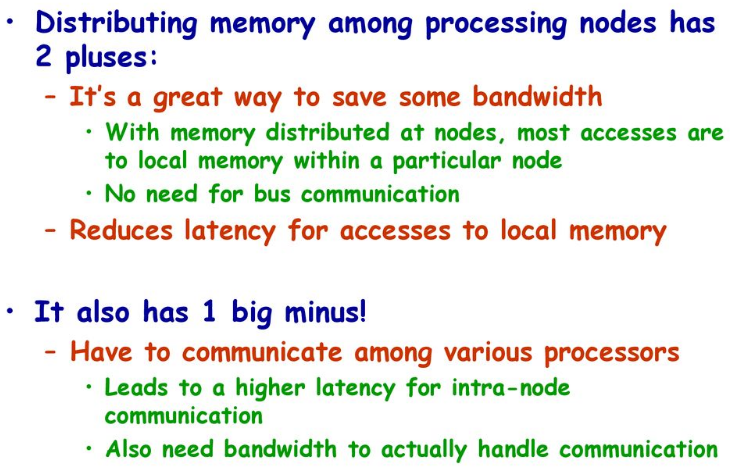 • Distributing memory among processing nodes has
2 pluses:
– It's a great way to save some bandwidth
• With memory distributed at nodes, most accesses are
to local memory within a particular node
• No need for bus communication
– Reduces latency for accesses to local memory
• It also has 1 big minus!
– Have to communicate among various processors
• Leads to a higher latency for intra-node
communication
• Also need bandwidth to actually handle communication